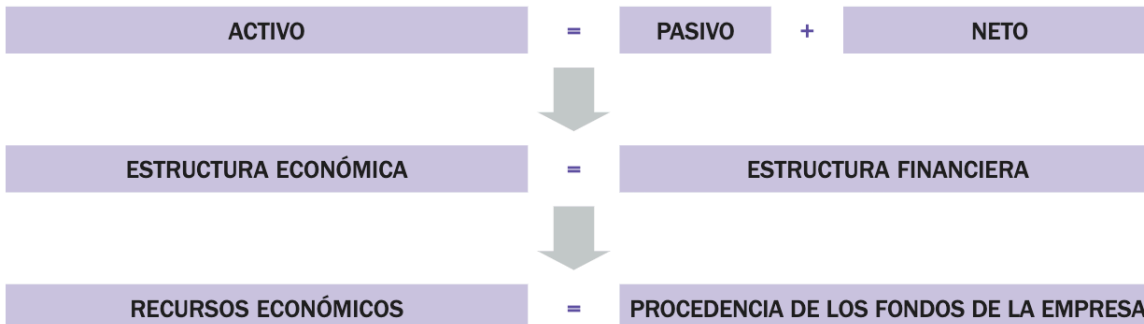 ACTIVO = PASIVO + NETO
ESTRUCTURA ECONÓMICA = ESTRUCTURA FINANCIERA
RECURSOS ECONÓMICOS = PROCEDENCIA DE LOS FONDOS DE LA EMPRESA